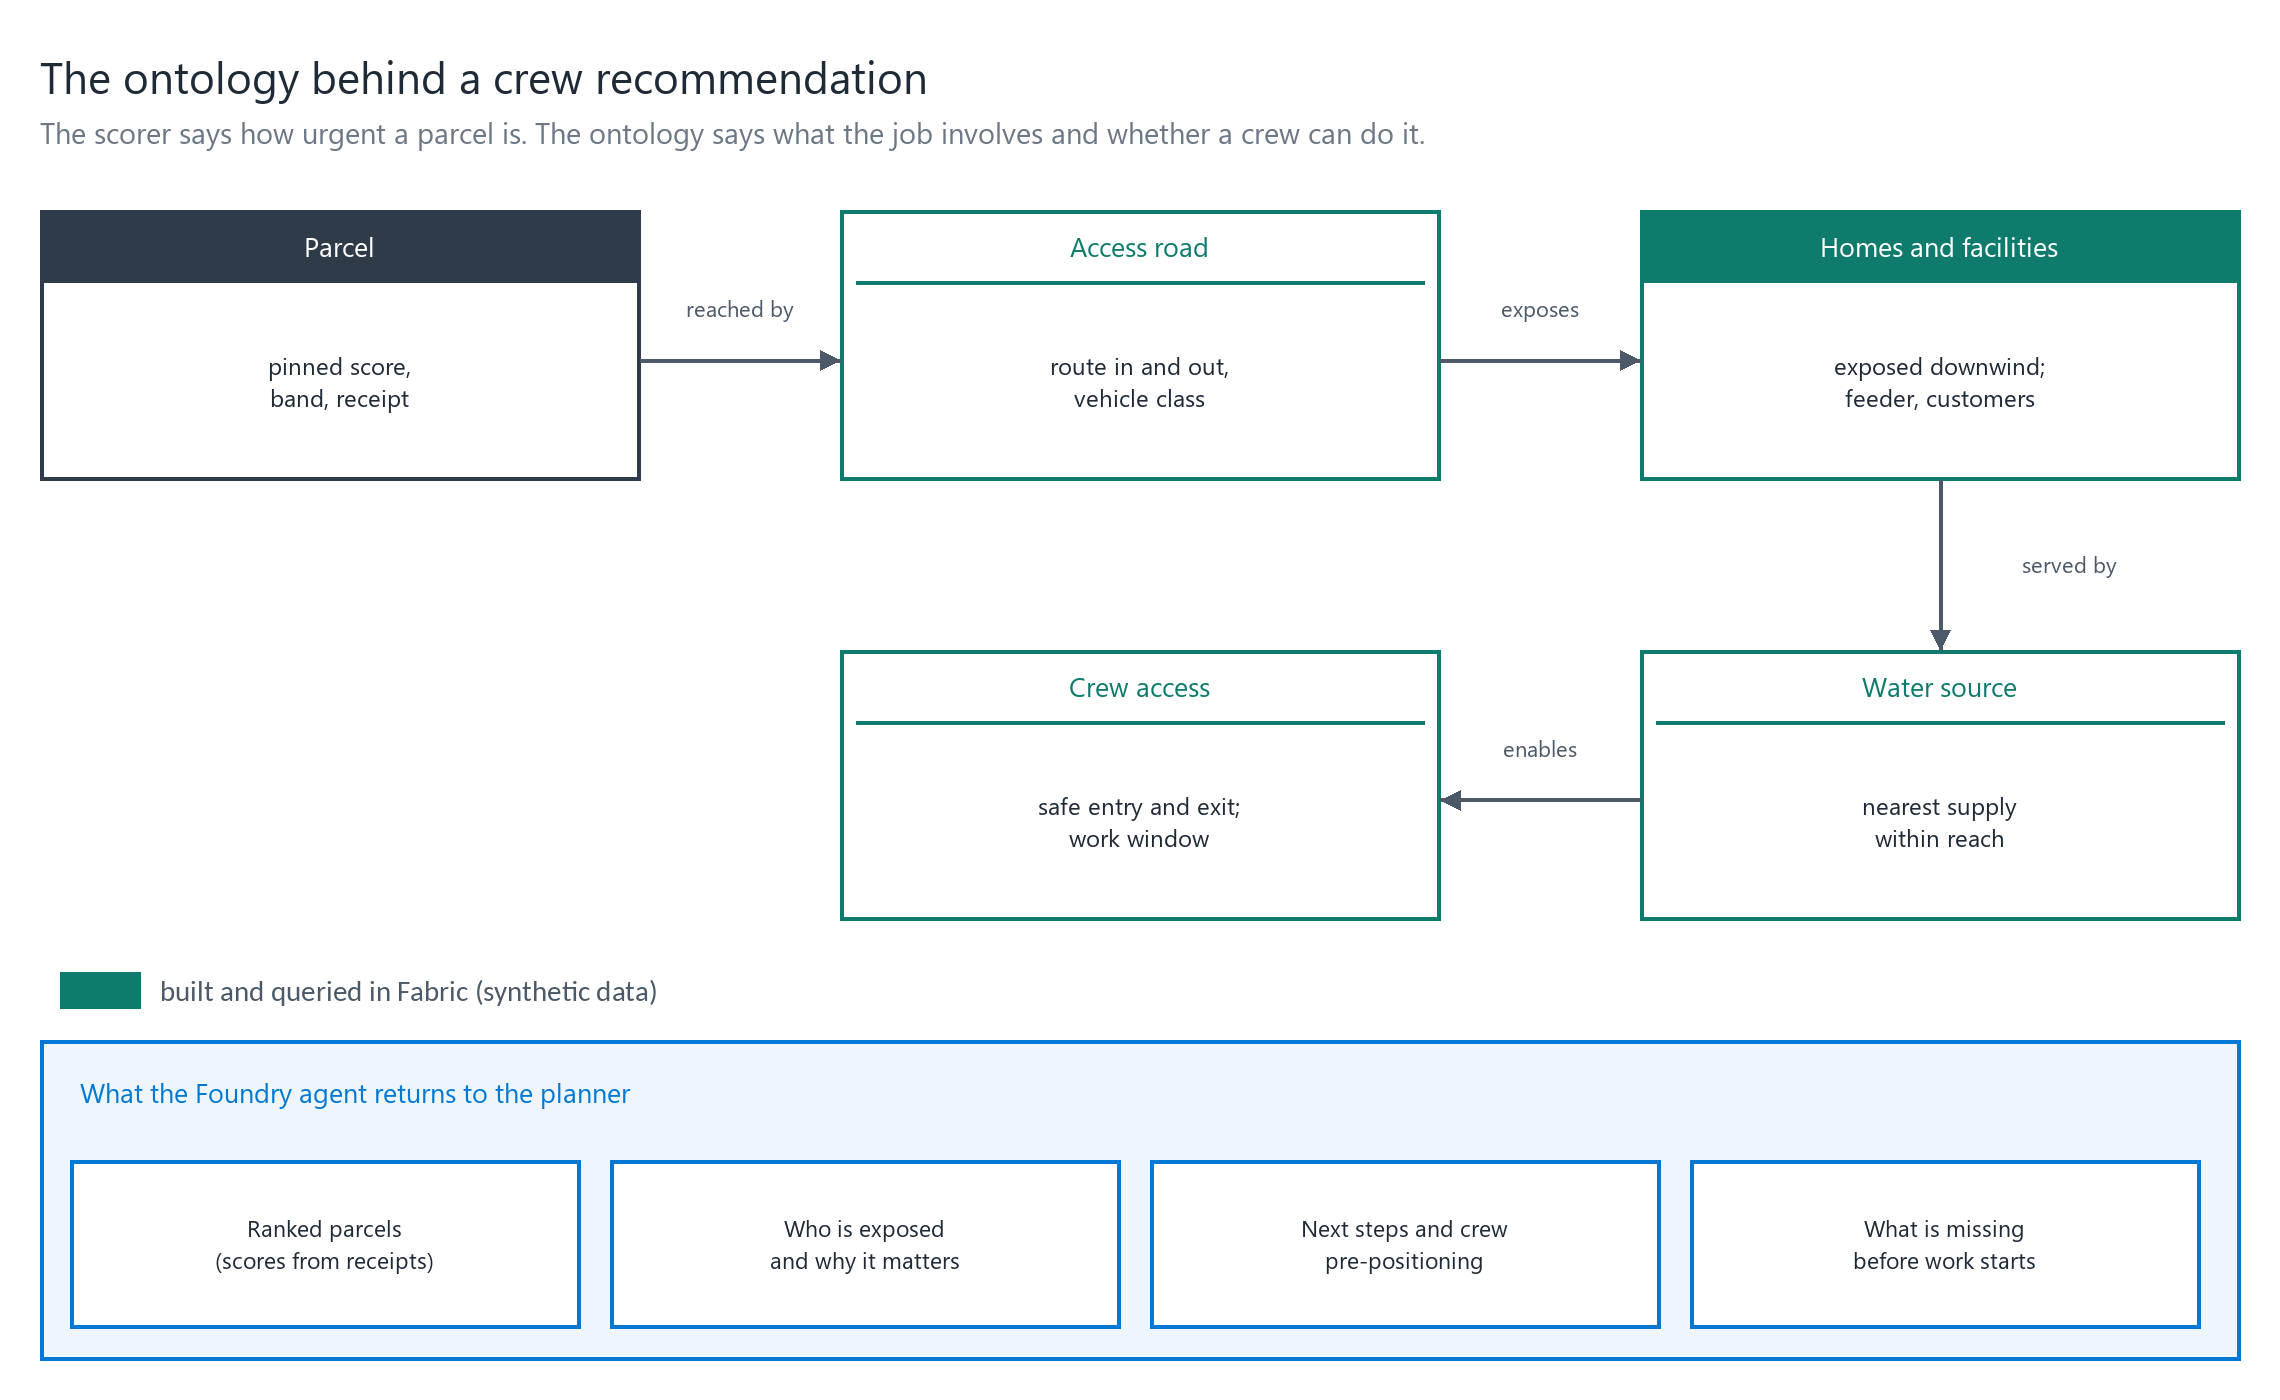 The ontology behind a crew recommendation
The scorer says how urgent a parcel is. The ontology says what the job involves and whether a crew can do it.
Parcel
pinned score,
band, receipt
reached by
Access road
route in and out,
vehicle class
exposes
Homes and facilities
exposed downwind;
feeder, customers
served by
Water source
nearest supply
within reach
enables
Crew access
safe entry and exit;
work window
built and queried in Fabric (synthetic data)
What the Foundry agent returns to the planner
Ranked parcels
(scores from receipts)
Who is exposed
and why it matters
Next steps and crew
pre-positioning
What is missing
before work starts